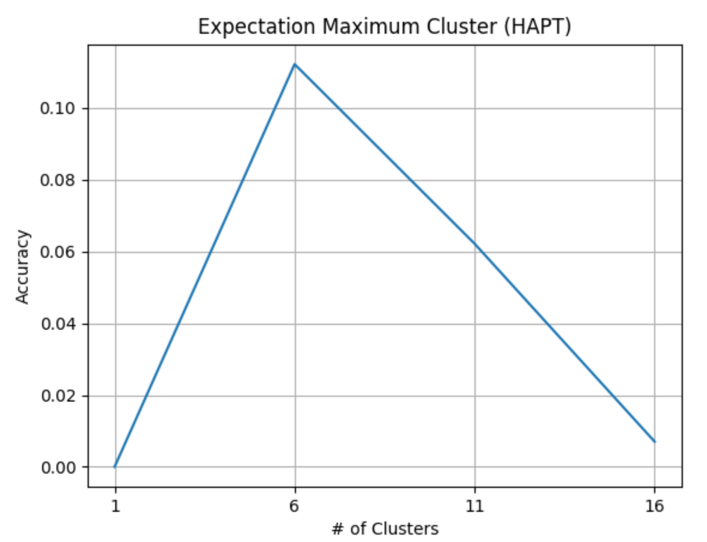 Expectation Maximum Cluster (HAPT)
Accuracy
0.10
0.08
0.06
0.04
0.02
0.00
1 6 11 16
# of Clusters